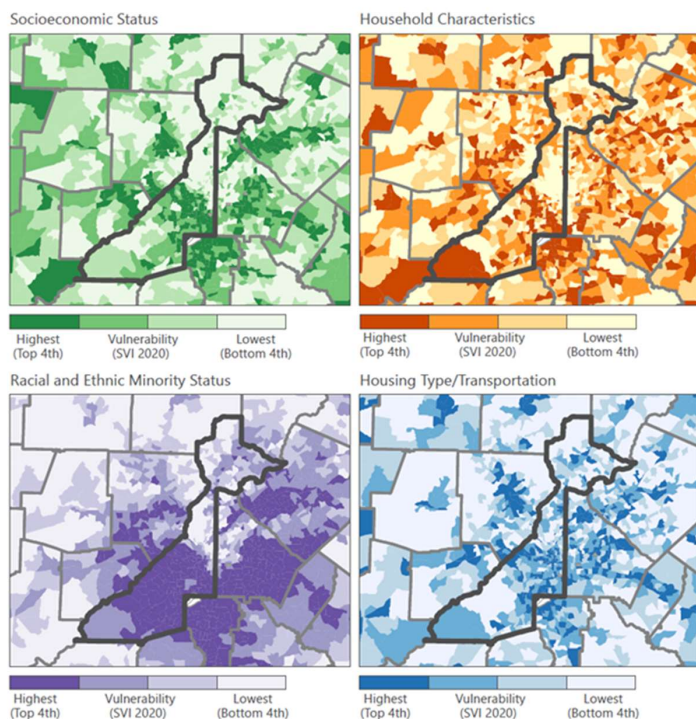 Socioeconomic Status
Household Characteristics
Highest
(Top 4th)
Vulnerability
(SVI 2020)
Lowest
(Bottom 4th)
Highest
(Top 4th)
Vulnerability
(SVI 2020)
Lowest
(Bottom 4th)
Racial and Ethnic Minority Status
Housing Type/Transportation
Highest
(Top 4th)
Vulnerability
(SVI 2020)
Lowest
(Bottom 4th)
Highest
(Top 4th)
Vulnerability
(SVI 2020)
Lowest
(Bottom 4th)